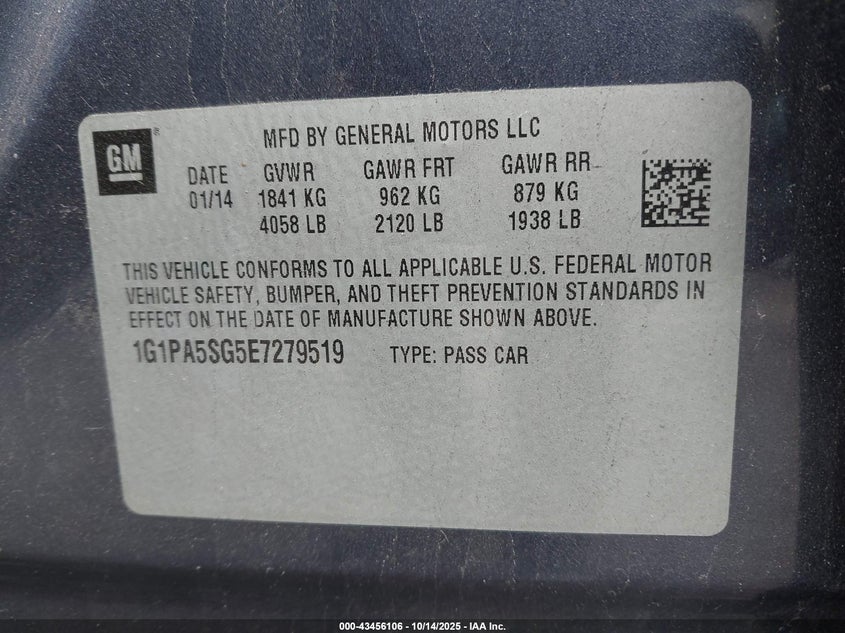 GM
MFD BY GENERAL MOTORS LLC
DATE GVWR GAWR FRT GAWR RR
01/14 1841 KG 962 KG 879 KG
4058 LB 2120 LB 1938 LB
THIS VEHICLE CONFORMS TO ALL APPLICABLE U.S. FEDERAL MOTOR
VEHICLE SAFETY, BUMPER, AND THEFT PREVENTION STANDARDS IN
EFFECT ON THE DATE OF MANUFACTURE SHOWN ABOVE.
1G1PA5SG5E7279519 TYPE: PASS CAR
000-43456106 - 10/14/2025 - IAA Inc.